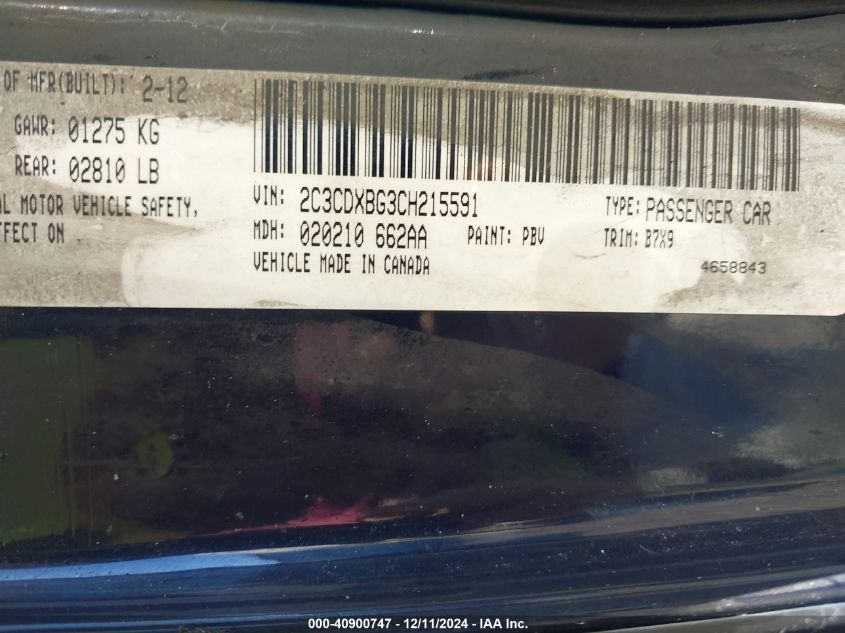 OF MFR(BUILT): 2-12
GAWR: 01275 KG
REAR: 02810 LB
AL MOTOR VEHICLE SAFETY,
FFECT ON
VIN: 2C3CDXBG3CH215591
TYPE: PASSENGER CAR
MDH: 020210 662AA
PAINT: PBV
TRIM: B7X9
VEHICLE MADE IN CANADA
4658843
000-40900747 - 12/11/2024 - IAA Inc.